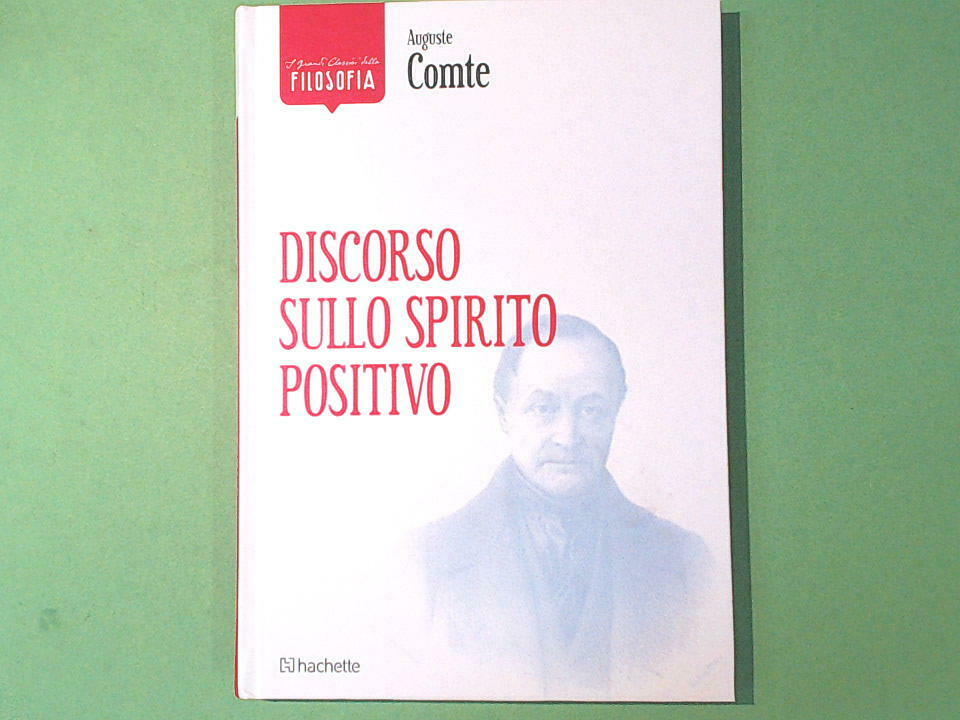 I Grandi Classici della
FILOSOFIA
Auguste
Comte
DISCORSO
SULLO SPIRITO
POSITIVO
hachette